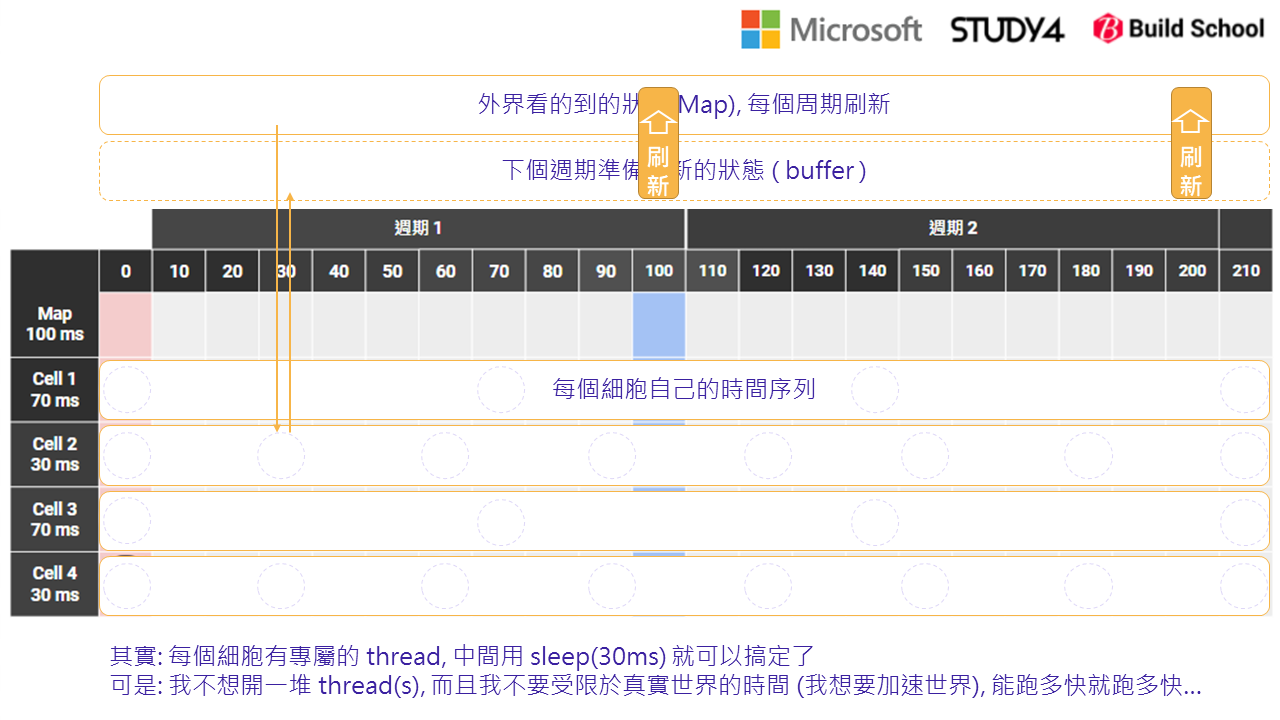 Microsoft STUDY4 Build School
外界看的到的狀 Map), 每個周期刷新
下個週期準備 新的狀態 ( buffer )
刷新
刷新
週期 1 週期 2
0 10 20 30 40 50 60 70 80 90 100 110 120 130 140 150 160 170 180 190 200 210
Map
100 ms
Cell 1
70 ms
每個細胞自己的時間序列
Cell 2
30 ms
Cell 3
70 ms
Cell 4
30 ms
其實: 每個細胞有專屬的 thread, 中間用 sleep(30ms) 就可以搞定了
可是: 我不想開一堆 thread(s), 而且我不要受限於真實世界的時間 (我想要加速世界), 能跑多快就跑多快...